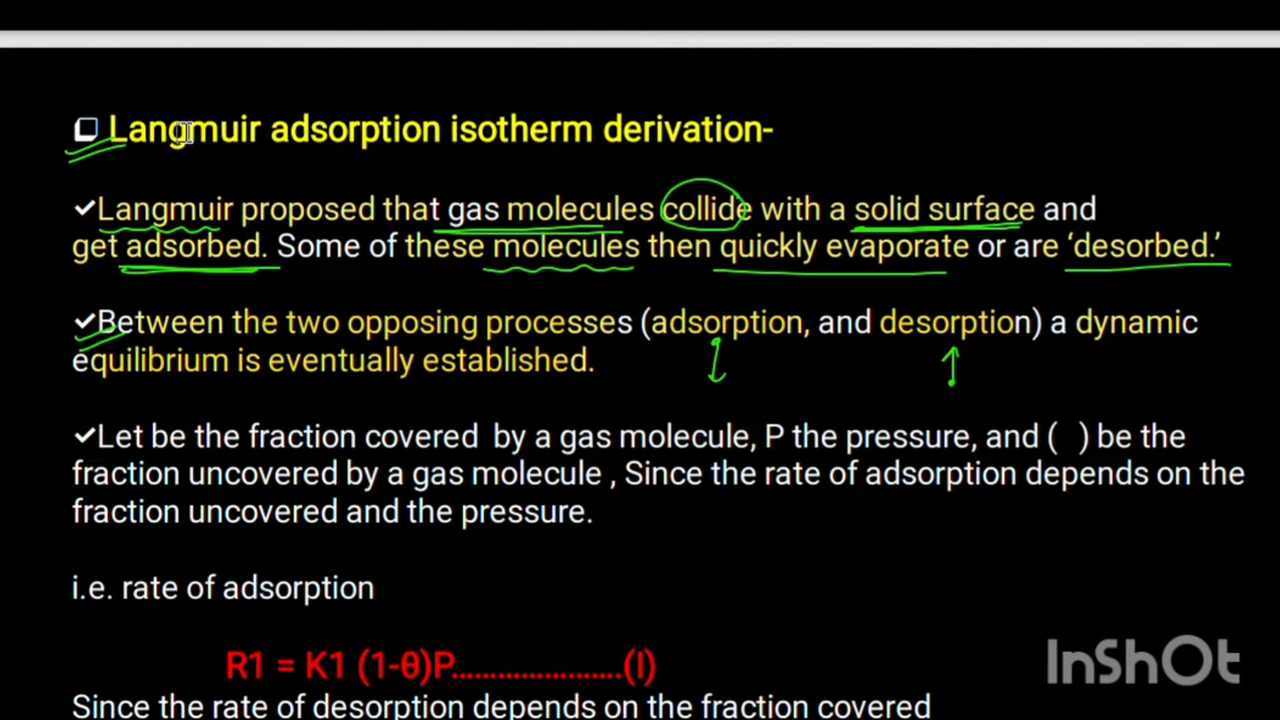 Langmuir adsorption isotherm derivation-
✓Langmuir proposed that gas molecules collide with a solid surface and
get adsorbed. Some of these molecules then quickly evaporate or are ‘desorbed.’
✓Between the two opposing processes (adsorption, and desorption) a dynamic
equilibrium is eventually established.
✓Let be the fraction covered by a gas molecule, P the pressure, and ( ) be the
fraction uncovered by a gas molecule , Since the rate of adsorption depends on the
fraction uncovered and the pressure.
i.e. rate of adsorption
R1 = K1 (1-θ)P.....................(I)
Since the rate of desorption depends on the fraction covered
InShOt